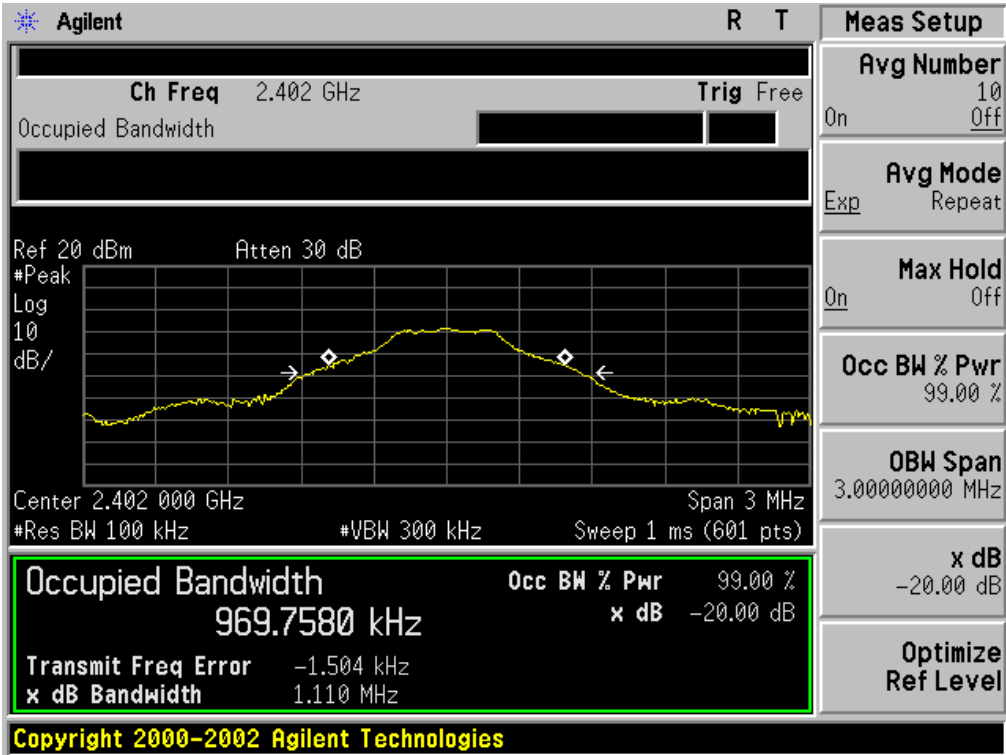 Agilent R T
Ch Freq 2.402 GHz Trig Free
Occupied Bandwidth
Ref 20 dBm Atten 30 dB
#Peak
Log
10
dB/
Center 2.402 000 GHz Span 3 MHz
#Res BW 100 kHz #VBW 300 kHz Sweep 1 ms (601 pts)
Occupied Bandwidth
969.7580 kHz
Occ BW % Pwr 99.00 %
x dB -20.00 dB
Transmit Freq Error -1.504 kHz
x dB Bandwidth 1.110 MHz
Copyright 2000-2002 Agilent Technologies
Meas Setup
Avg Number
10
On Off
Avg Mode
Exp Repeat
Max Hold
On Off
Occ BW % Pwr
99.00 %
OBW Span
3.00000000 MHz
x dB
-20.00 dB
Optimize
Ref Level